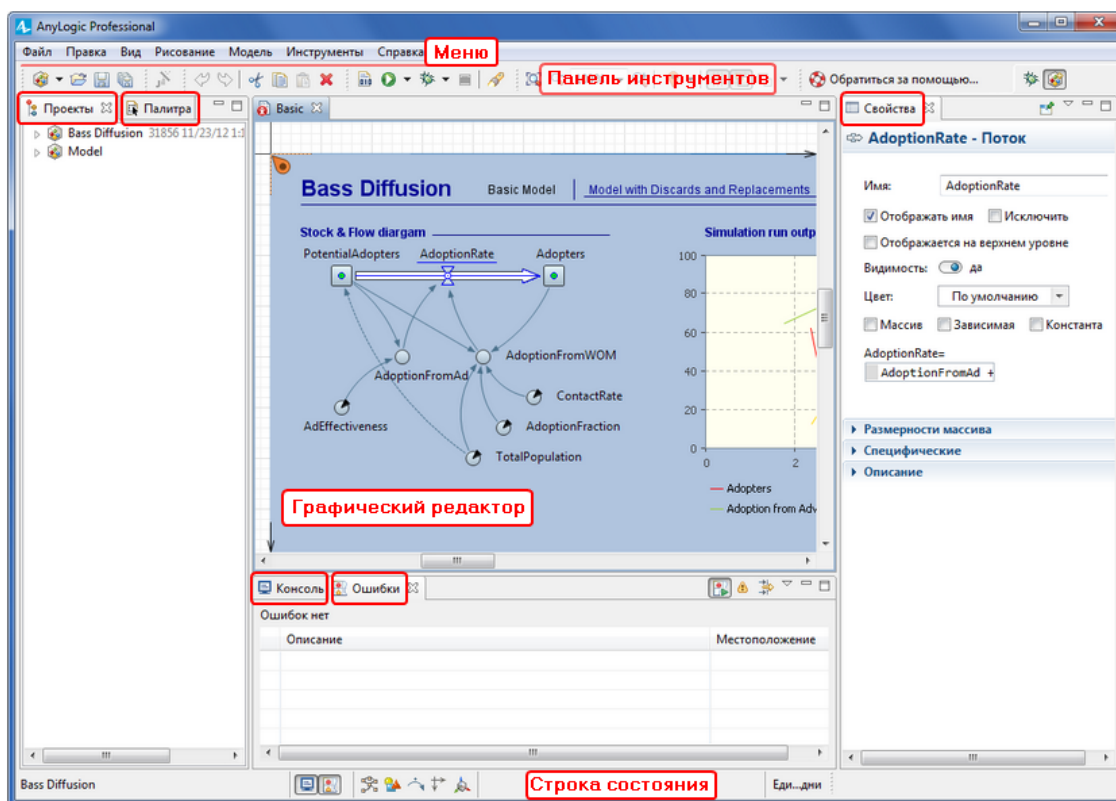 AnyLogic Professional
Файл Правка Вид Рисование Модель Инструменты Справка Меню
Панель инструментов Обратиться за помощью...
Проекты Палитра
Bass Diffusion 31856 11/23/12 1:1
Model
Basic
Bass Diffusion Basic Model Model with Discards and Replacements
Stock & Flow diargam Simulation run outp
PotentialAdopters AdoptionRate Adopters
AdoptionFromWOM
AdoptionFromAd
ContactRate
AdEffectiveness AdoptionFraction
TotalPopulation
100
80
60
40
20
0
0 2
Adopters
Adoption from Adv
Графический редактор
Консоль Ошибки
Ошибок нет
Описание Местоположение
Свойства
AdoptionRate - Поток
Имя: AdoptionRate
Отображать имя Исключить
Отображается на верхнем уровне
Видимость: да
Цвет: По умолчанию
Массив Зависимая Константа
AdoptionRate=
AdoptionFromAd +
Размерности массива
Специфические
Описание
Bass Diffusion Строка состояния Еди...дни